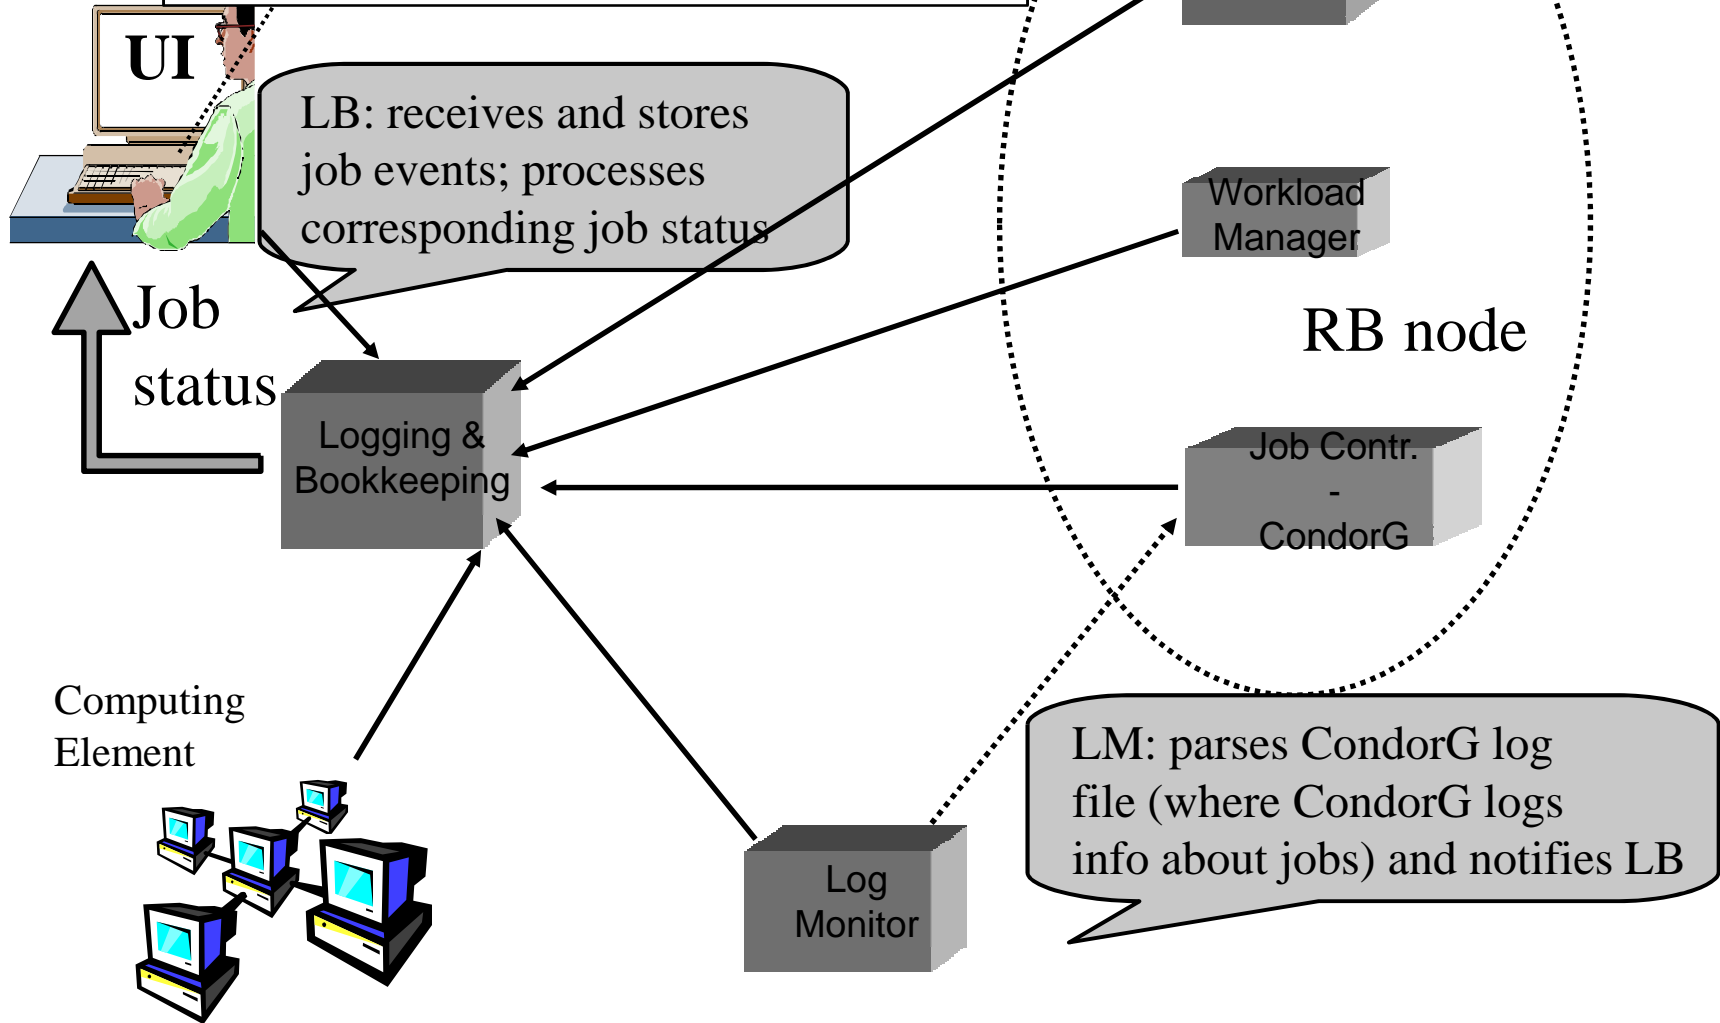 UI
LB: receives and stores
job events; processes
corresponding job status
Workload
Manager
Job
status
RB node
Logging &
Bookkeeping
Job Contr.
-
CondorG
Computing
Element
LM: parses CondorG log
file (where CondorG logs
info about jobs) and notifies LB
Log
Monitor